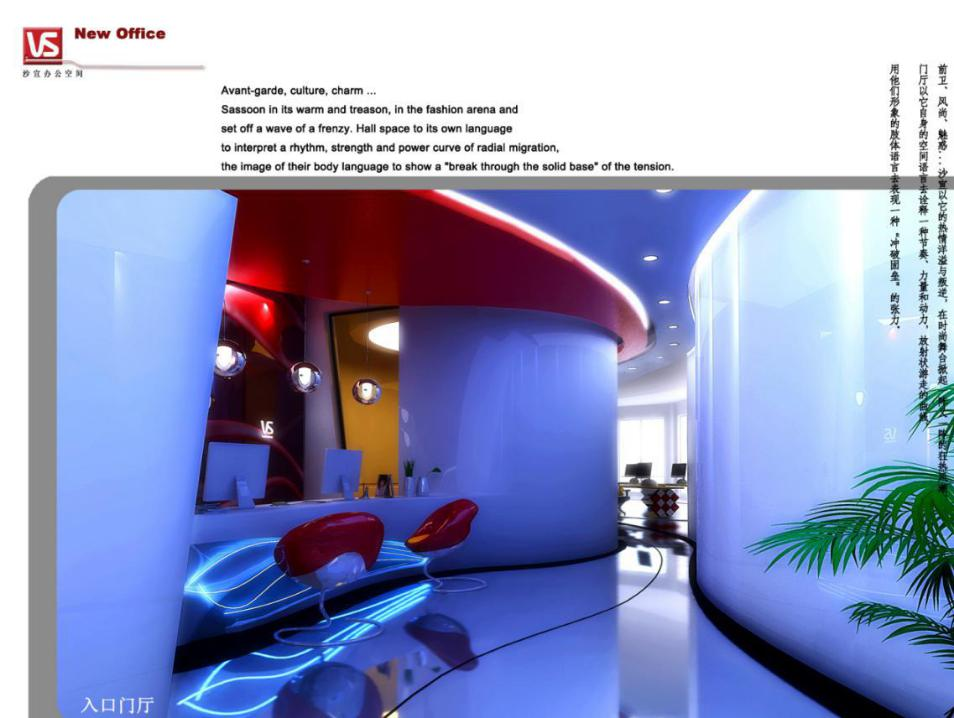 VS
New Office
沙宣办公空间
Avant-garde, culture, charm ...
Sassoon in its warm and treason, in the fashion arena and
set off a wave of a frenzy. Hall space to its own language
to interpret a rhythm, strength and power curve of radial migration,
the image of their body language to show a "break through the solid base" of the tension.
前卫、风尚、魅惑...沙宣以它的热情洋溢与叛逆，在时尚舞台掀起
门厅以它自身的空间语言去诠释一种节奏、力量和动力，放射状游走的曲线
用他们形象的肢体语言去表现一种“冲破固垒”的张力。
VS
入口门厅